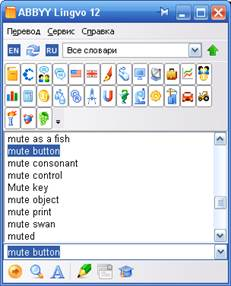 ABBYY Lingvo 12
Перевод Сервис Справка
EN RU Все словари
mute as a fish
mute button
mute consonant
mute control
Mute key
mute object
mute print
mute swan
muted
mute button